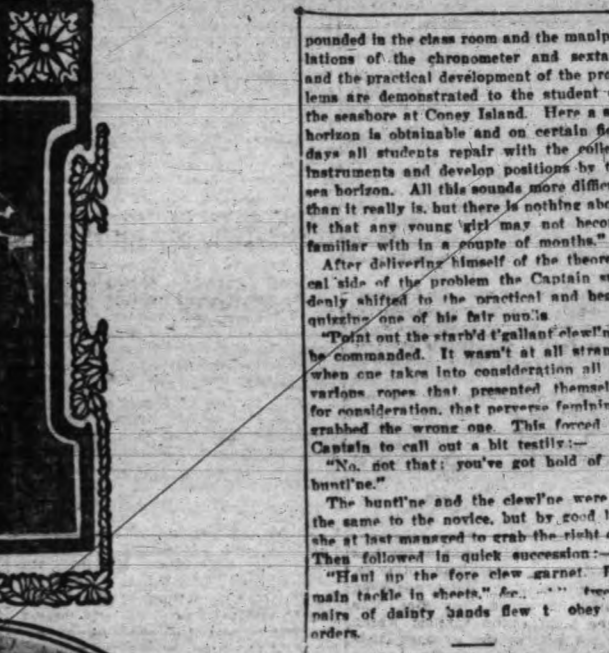 pounded in the class room and the manip
lations of the chronometer and sexta
and the practical development of the pro
lems are demonstrated to the student
the seashore at Coney Island. Here a
horizon is obtainable and on certain
days all students repair with the colle
instruments and develop positions by
sea horizon. All this sounds more diffic
than it really is, but there is nothing abo
it that any young girl may not beco
familiar with in a couple of months."
After delivering himself of the theore
cal side of the problem the Captain su
denly shifted to the practical and be
quizzing one of his fair pupils
"Point out the starb'd t'gallant clewl'n
he commanded. It wasn't at all stran
when one takes into consideration all
various ropes that presented themsel
for consideration, that perverse feminin
grabbed the wrong one. This forced
Captain to call out a bit testily:—
"No, not that; you've got hold of
buntl'ne."
The buntl'ne and the clewl'ne were
the same to the novice, but by good
she at last managed to grab the right
Then followed in quick succession:—
"Haul up the fore clew garnet.
main tackle in sheets," &c.,
pairs of dainty hands flew t obey
orders.